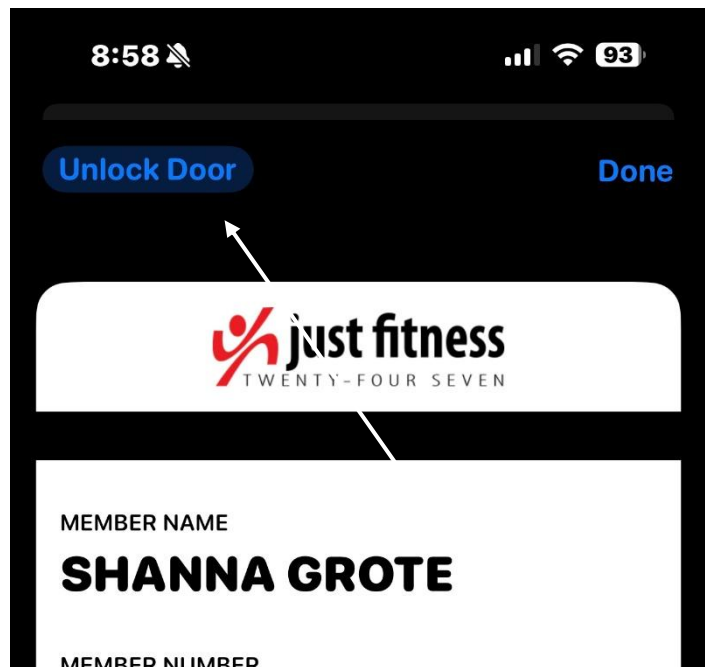 8:58
93
Unlock Door
Done
just fitness
TWENTY-FOUR SEVEN
MEMBER NAME
SHANNA GROTE
MEMBER NUMBER